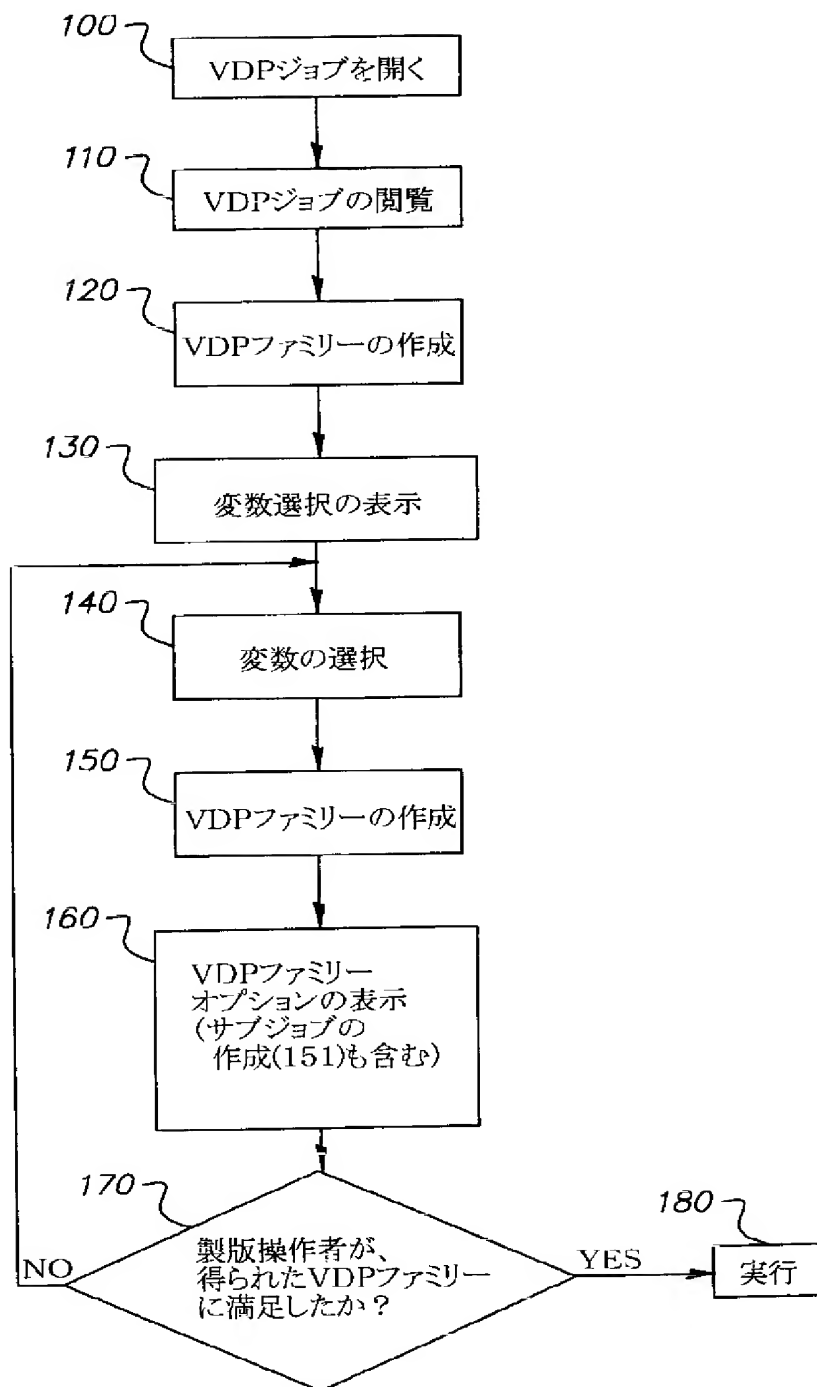 100
VDPジョブを開く
110
VDPジョブの閲覧
120
VDPファミリーの作成
130
変数選択の表示
140
変数の選択
150
VDPファミリーの作成
160
VDPファミリー
オプションの表示
(サブジョブの
作成(151)も含む)
170
製版操作者が、
得られたVDPファミリー
に満足したか?
NO
YES
180
実行